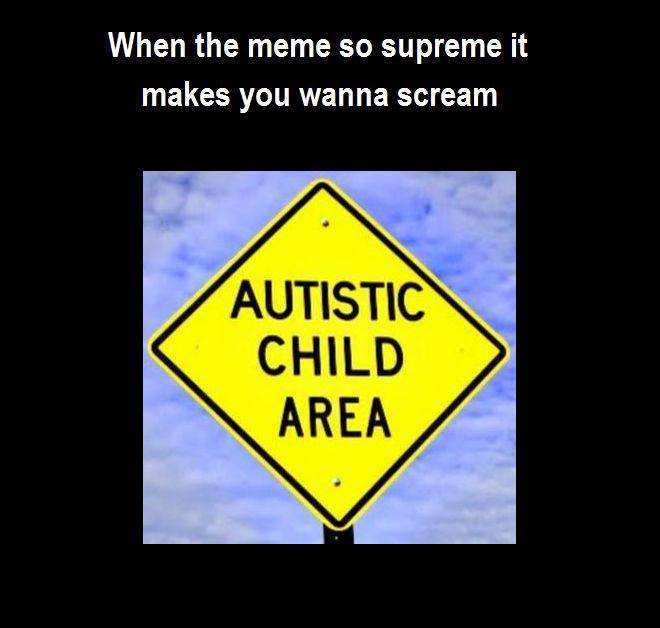 When the meme so supreme it
makes you wanna scream
AUTISTIC
CHILD
AREA